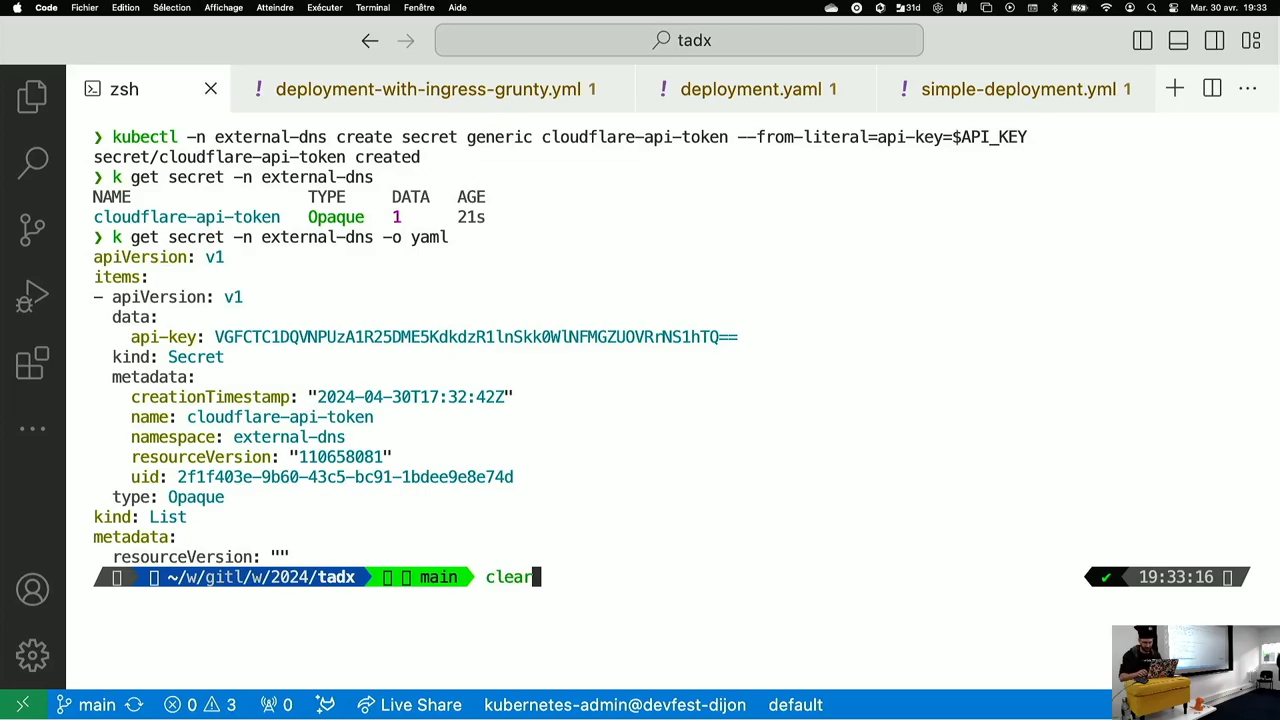 Code Fichier Edition Sélection Affichage Atteindre Exécuter Terminal Fenêtre Aide 31d Mar. 30 avr. 19:33
tadx
zsh deployment-with-ingress-grunty.yml 1 deployment.yaml 1 simple-deployment.yml 1
❯ kubectl -n external-dns create secret generic cloudflare-api-token --from-literal=api-key=$API_KEY
secret/cloudflare-api-token created
❯ k get secret -n external-dns
NAME TYPE DATA AGE
cloudflare-api-token Opaque 1 21s
❯ k get secret -n external-dns -o yaml
apiVersion: v1
items:
- apiVersion: v1
data:
api-key: VGFCTC1DQVNPUzA1R25DME5KdkdzR1lnSkk0WlNFMGZUOVRrNS1hTQ==
kind: Secret
metadata:
creationTimestamp: "2024-04-30T17:32:42Z"
name: cloudflare-api-token
namespace: external-dns
resourceVersion: "110658081"
uid: 2f1f403e-9b60-43c5-bc91-1bdee9e8e74d
type: Opaque
kind: List
metadata:
resourceVersion: ""
~/w/gitl/w/2024/tadx main clear ✔ 19:33:16
main 0 3 0 Live Share kubernetes-admin@devfest-dijon default